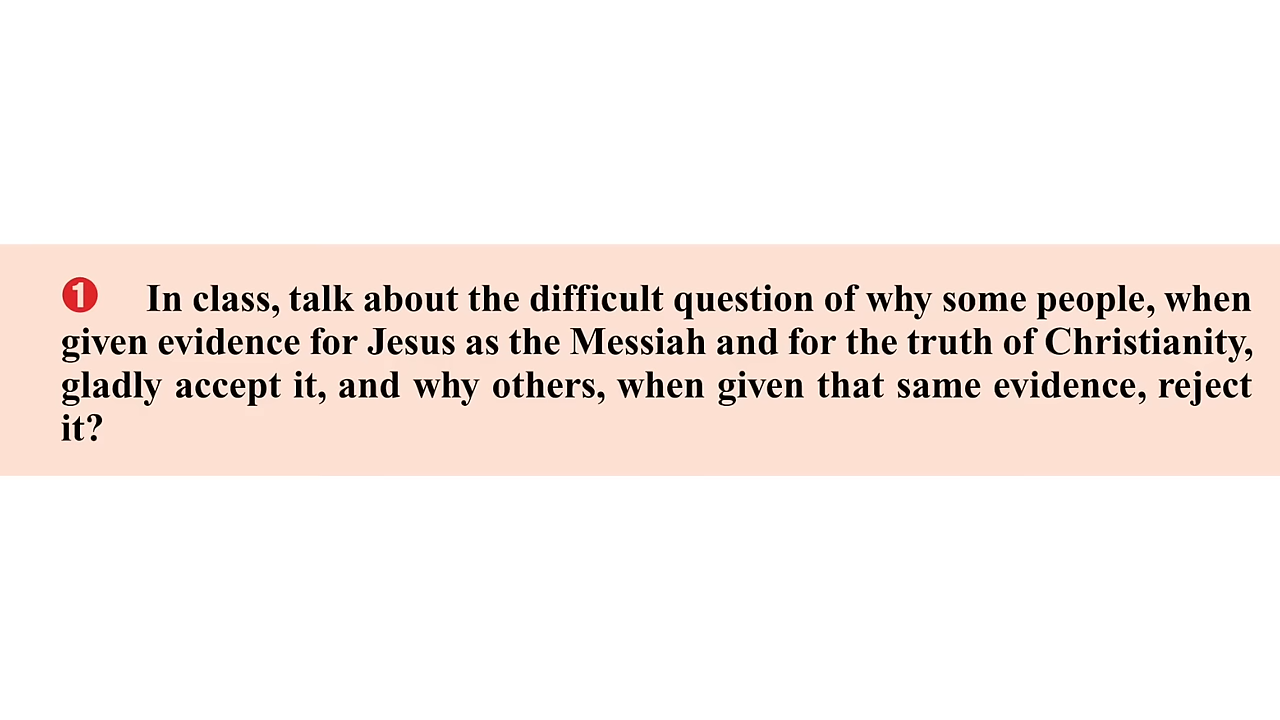 ❶ In class, talk about the difficult question of why some people, when
given evidence for Jesus as the Messiah and for the truth of Christianity,
gladly accept it, and why others, when given that same evidence, reject
it?